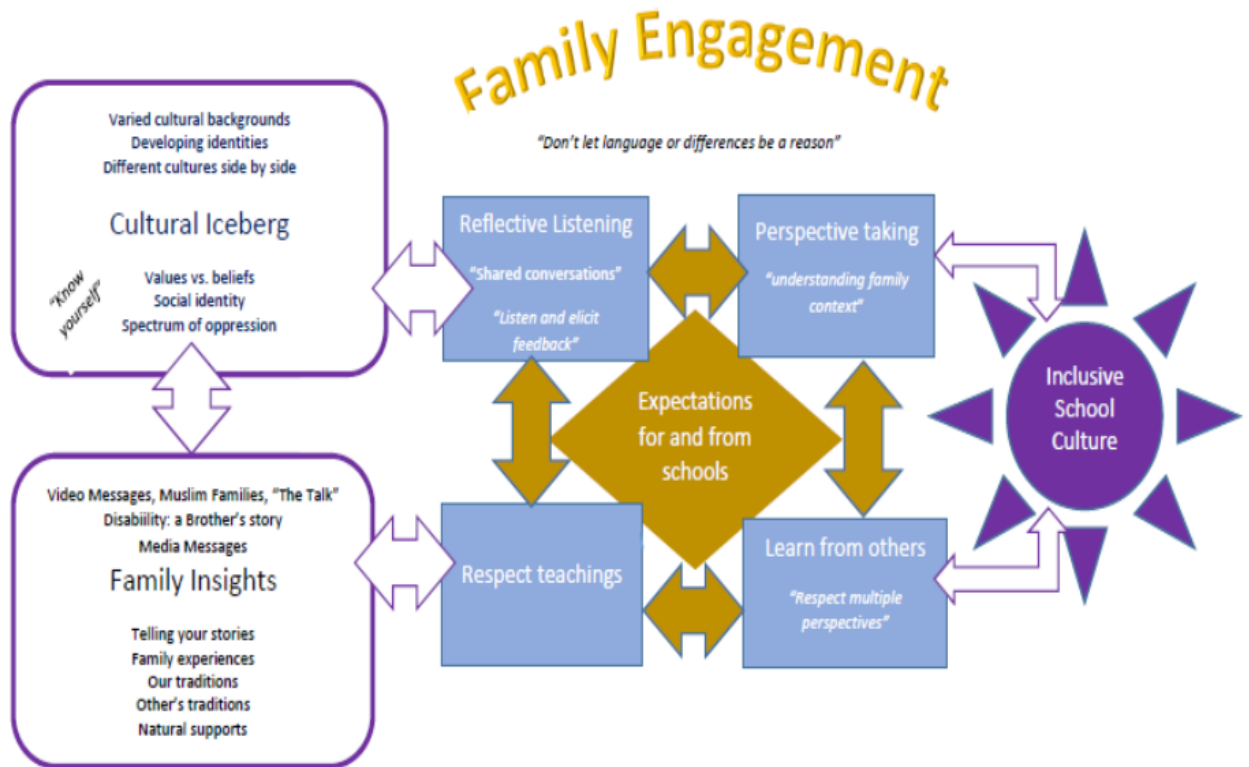 Family Engagement
"Don't let language or differences be a reason"
Varied cultural backgrounds
Developing identities
Different cultures side by side
Cultural Iceberg
"Know
yourself"
Values vs. beliefs
Social identity
Spectrum of oppression
Video Messages, Muslim Families, "The Talk"
Disability: a Brother's story
Media Messages
Family Insights
Telling your stories
Family experiences
Our traditions
Other's traditions
Natural supports
Reflective Listening
"Shared conversations"
"Listen and elicit
feedback"
Perspective taking
"understanding family
context"
Expectations
for and from
schools
Respect teachings
Learn from others
"Respect multiple
perspectives"
Inclusive
School
Culture